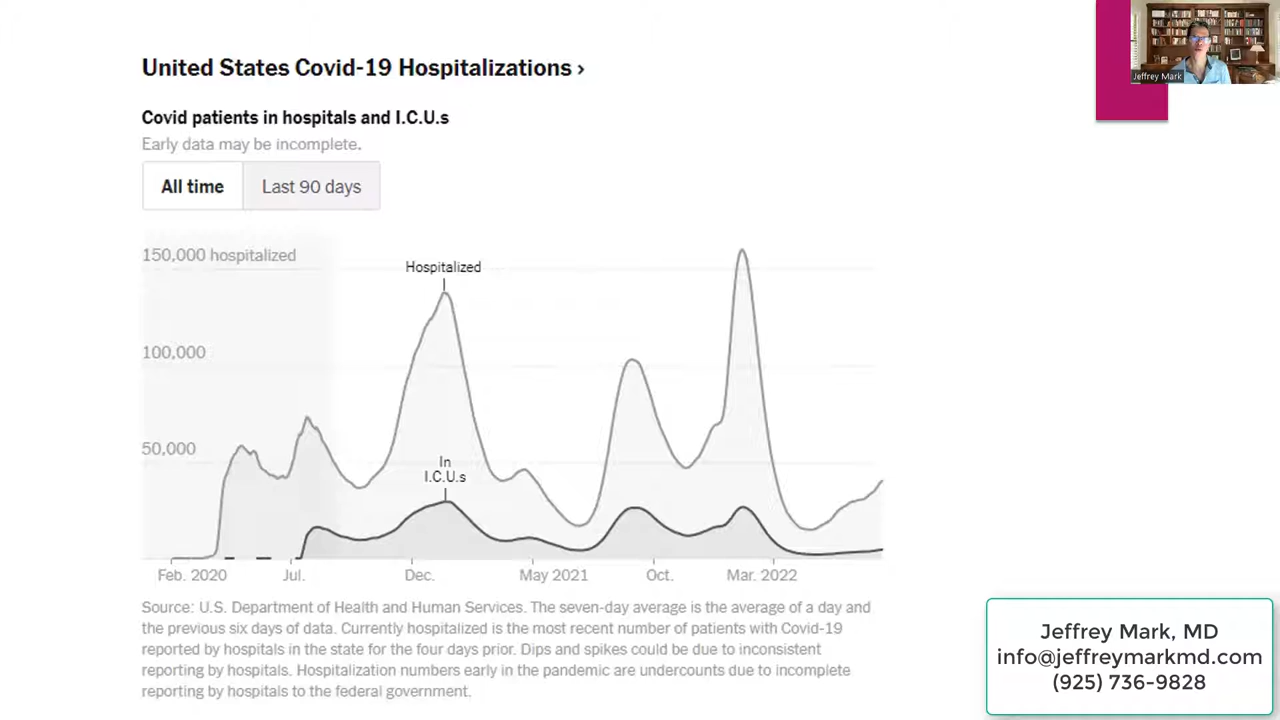 United States Covid-19 Hospitalizations ›
Covid patients in hospitals and I.C.U.s
Early data may be incomplete.
All time
Last 90 days
150,000 hospitalized
100,000
50,000
Hospitalized
In
I.C.U.s
Feb. 2020
Jul.
Dec.
May 2021
Oct.
Mar. 2022
Source: U.S. Department of Health and Human Services. The seven-day average is the average of a day and
the previous six days of data. Currently hospitalized is the most recent number of patients with Covid-19
reported by hospitals in the state for the four days prior. Dips and spikes could be due to inconsistent
reporting by hospitals. Hospitalization numbers early in the pandemic are undercounts due to incomplete
reporting by hospitals to the federal government.
Jeffrey Mark
Jeffrey Mark, MD
info@jeffreymarkmd.com
(925) 736-9828